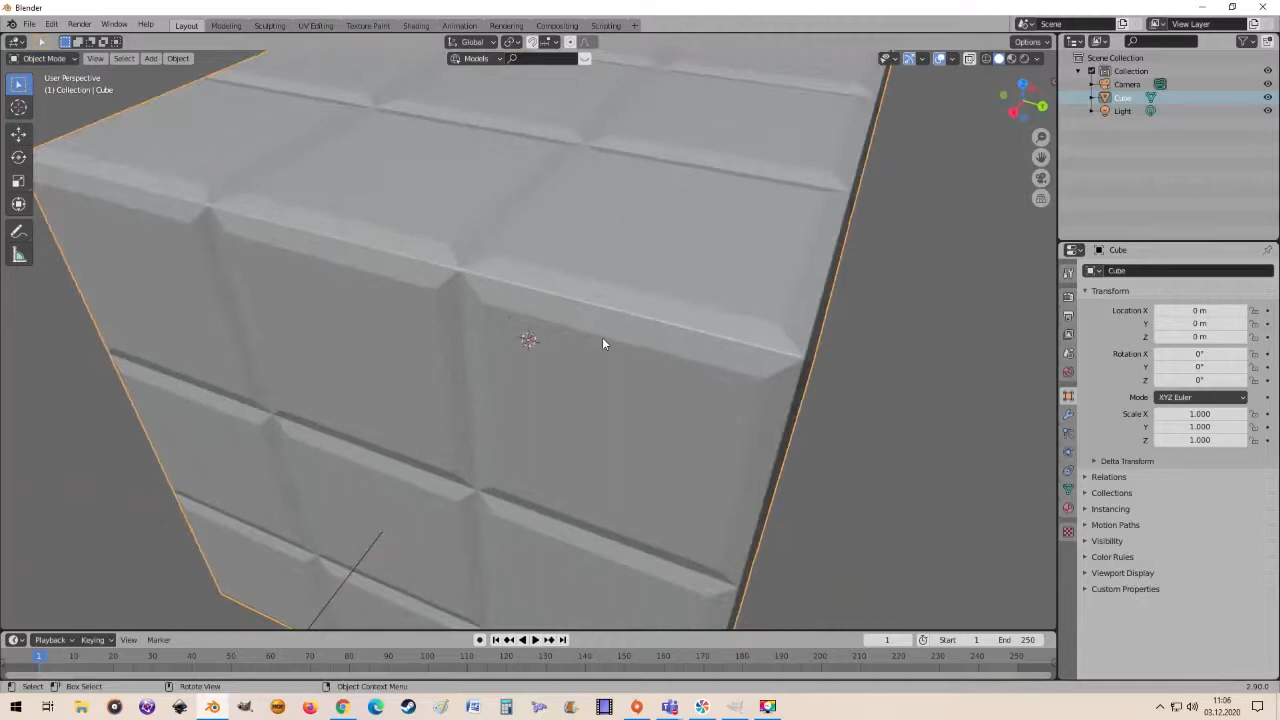 Blender
File Edit Render Window Help Layout Modeling Sculpting UV Editing Texture Paint Shading Animation Rendering Compositing Scripting + Scene View Layer
Global Options
Object Mode View Select Add Object Models
User Perspective
(1) Collection | Cube
Scene Collection
Collection
Camera
Cube
Light
Z
Y
X
Cube
Cube
Transform
Location X 0 m
Y 0 m
Z 0 m
Rotation X 0°
Y 0°
Z 0°
Mode XYZ Euler
Scale X 1.000
Y 1.000
Z 1.000
Delta Transform
Relations
Collections
Instancing
Motion Paths
Visibility
Color Rules
Viewport Display
Custom Properties
Playback Keying View Marker 1 Start 1 End 250
1 10 20 30 40 50 60 70 80 90 100 110 120 130 140 150 160 170 180 190 200 210 220 230 240 250
Select Box Select Rotate View Object Context Menu 2.90.0
11:06
03.12.2020